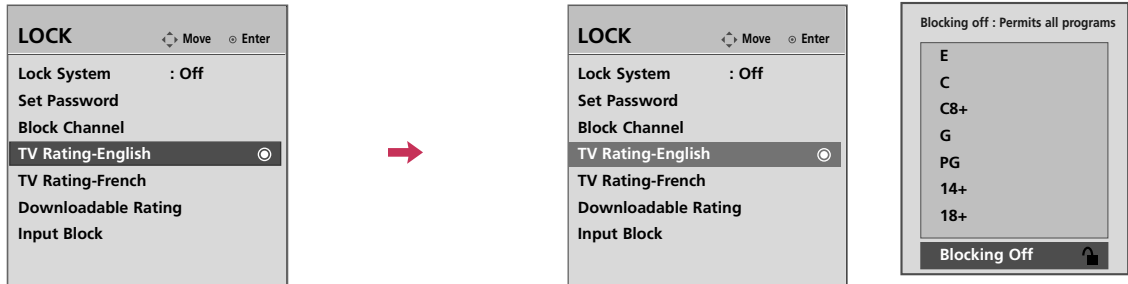 LOCK Move Enter
Lock System : Off
Set Password
Block Channel
TV Rating-English
TV Rating-French
Downloadable Rating
Input Block
LOCK Move Enter
Lock System : Off
Set Password
Block Channel
TV Rating-English
TV Rating-French
Downloadable Rating
Input Block
Blocking off : Permits all programs
E
C
C8+
G
PG
14+
18+
Blocking Off